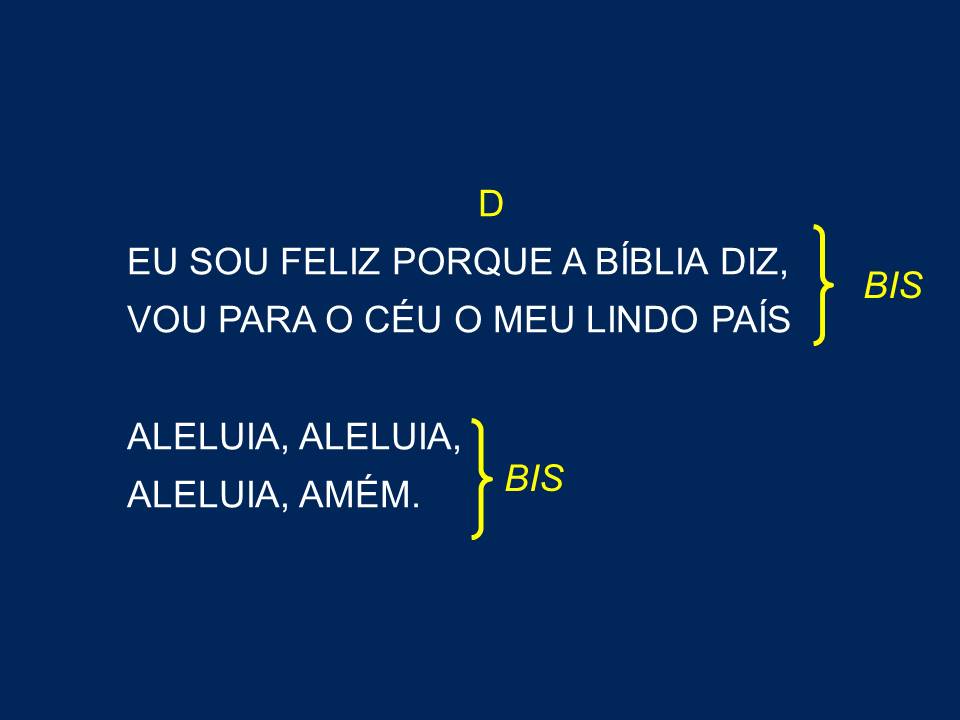 D
EU SOU FELIZ PORQUE A BÍBLIA DIZ,
BIS
VOU PARA O CÉU O MEU LINDO PAÍS
ALELUIA, ALELUIA,
BIS
ALELUIA, AMÉM.